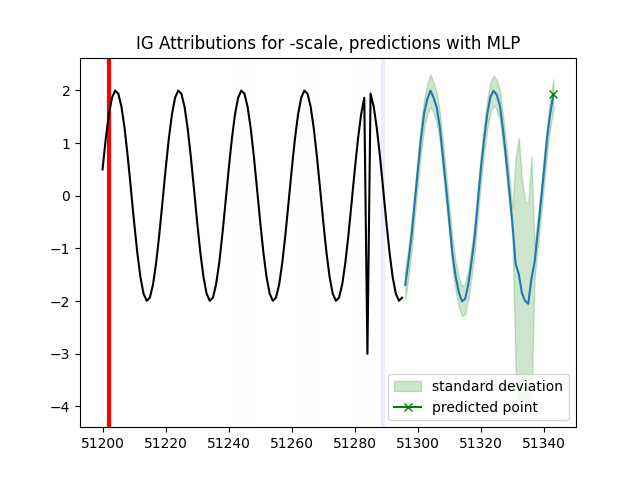 IG Attributions for -scale, predictions with MLP
2
1
0
−1
−2
−3
−4
standard deviation
predicted point
51200 51220 51240 51260 51280 51300 51320 51340